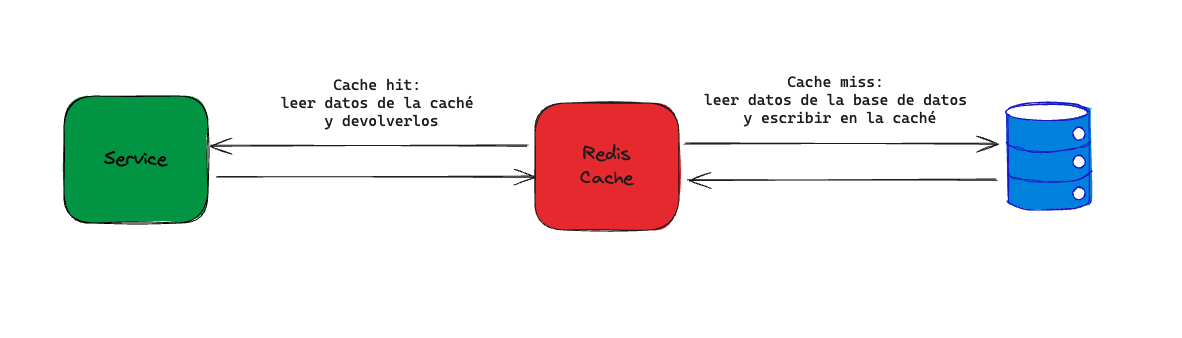 Cache hit:
leer datos de la caché
y devolverlos
Cache miss:
leer datos de la base de datos
y escribir en la caché
Service
Redis
Cache